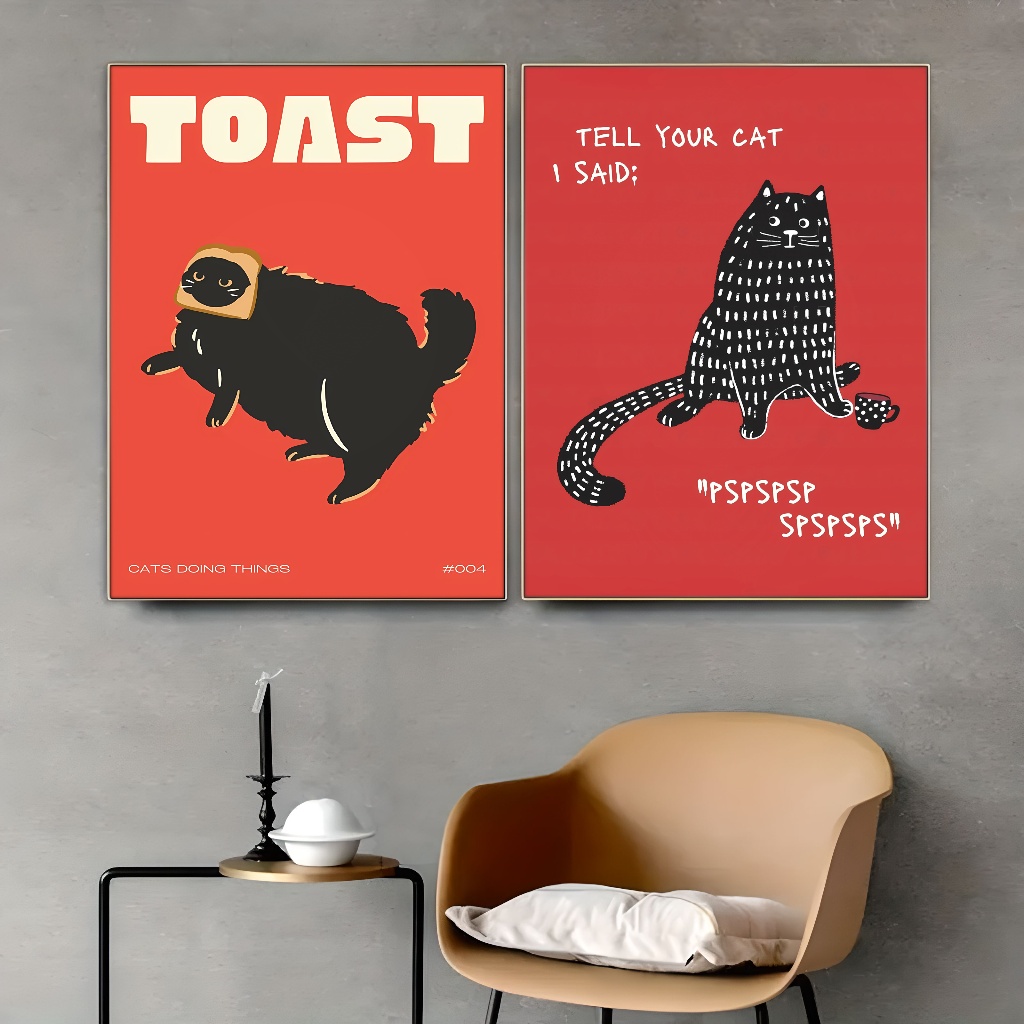 TOAST
CATS DOING THINGS
#004
TELL YOUR CAT
I SAID:
"PSPSPSP
SPSPSPS"